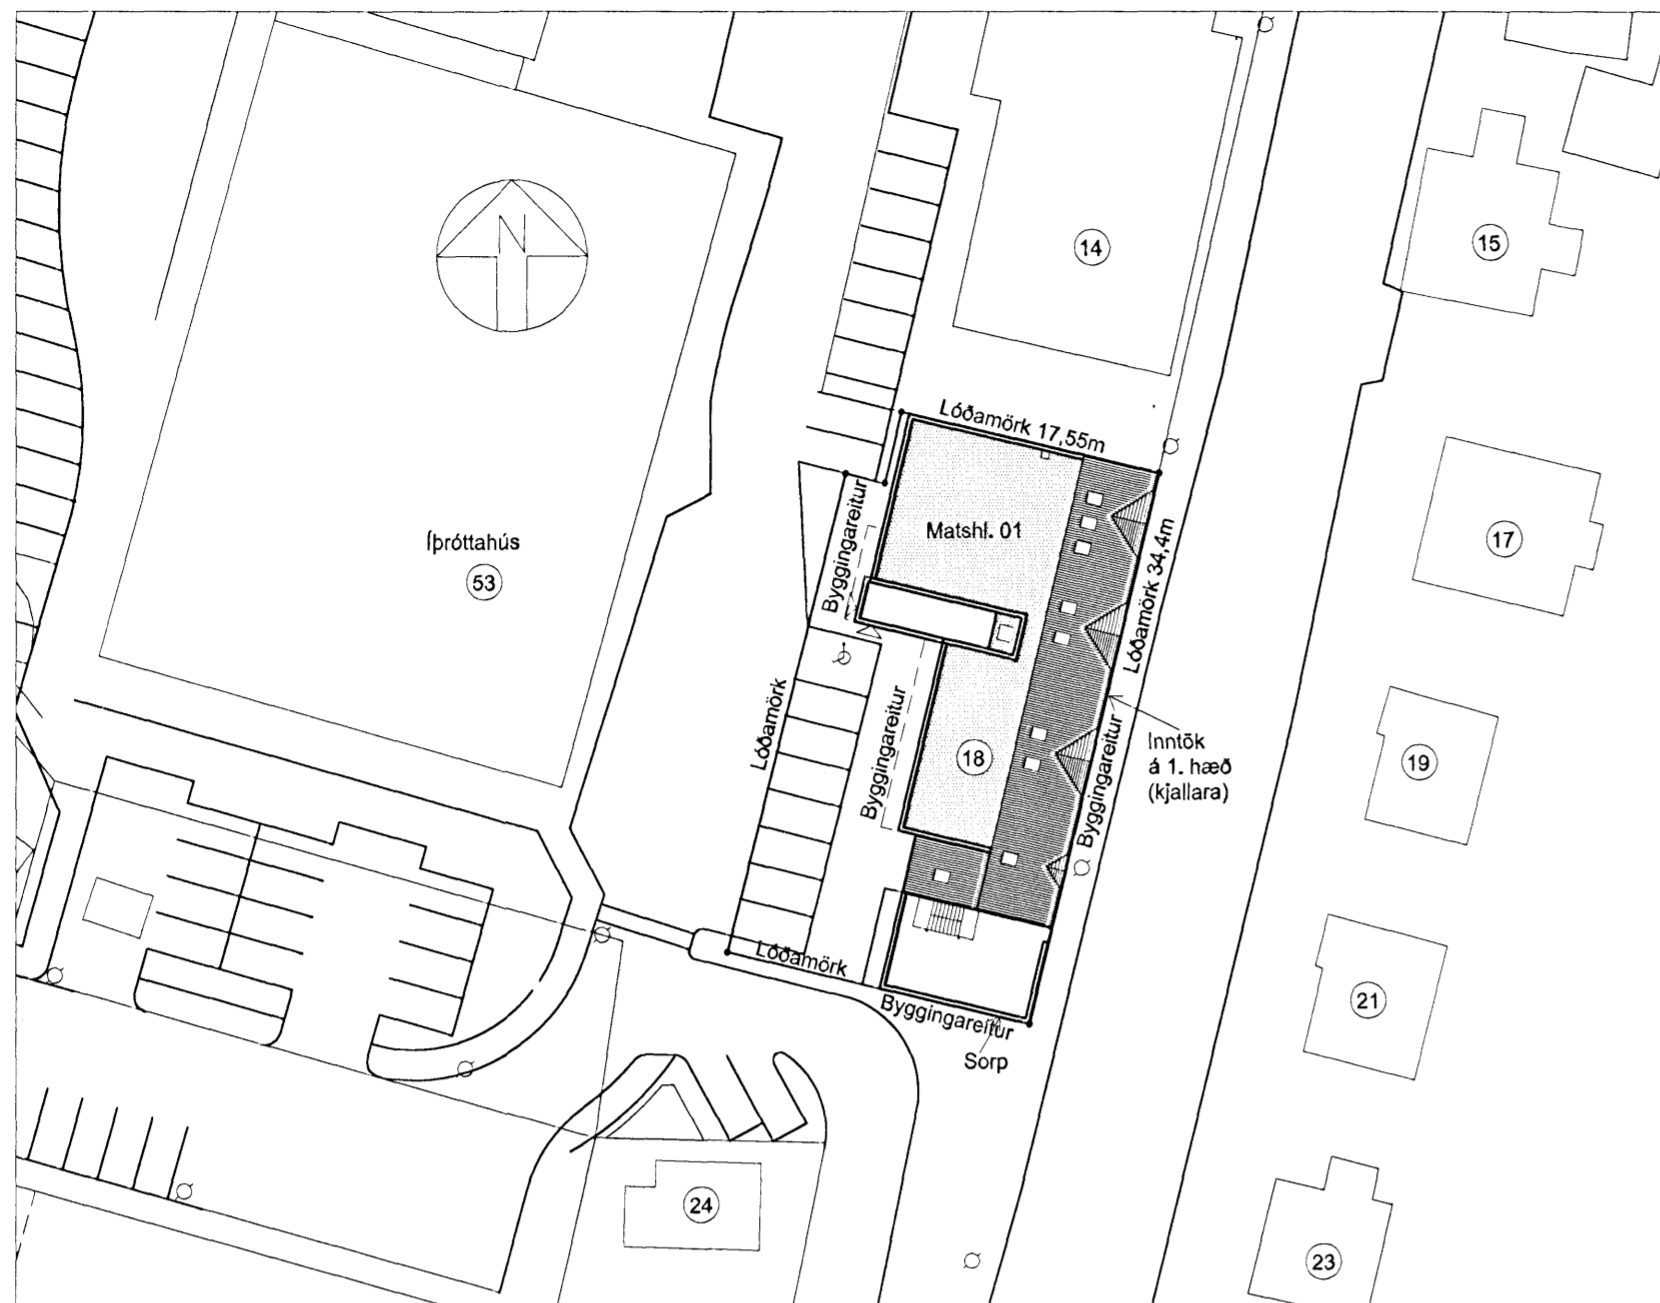 N
14
15
Lóðamörk 17,55m
Byggingareitur
Matshl. 01
Lóðamörk 34,4m
17
Íþróttahús
53
Lóðamörk
Byggingareitur
18
Byggingareitur
Inntök
á 1. hæð
(kjallara)
19
Lóðamörk
Byggingareitur
Sorp
21
24
23